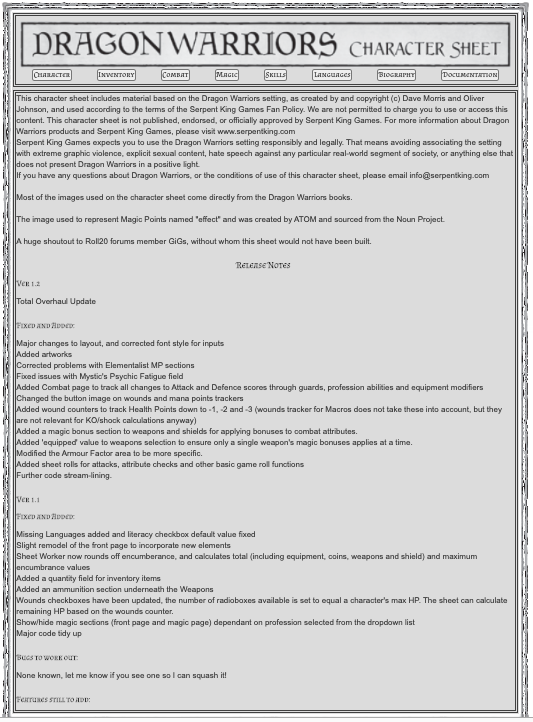 DRAGON WARRIORS CHARACTER SHEET
CHARACTER INVENTORY COMBAT MAGIC SKILLS LANGUAGES BIOGRAPHY DOCUMENTATION
This character sheet includes material based on the Dragon Warriors setting, as created by and copyright (c) Dave Morris and Oliver
Johnson, and used according to the terms of the Serpent King Games Fan Policy. We are not permitted to charge you to use or access this
content. This character sheet is not published, endorsed, or officially approved by Serpent King Games. For more information about Dragon
Warriors products and Serpent King Games, please visit www.serpentking.com
Serpent King Games expects you to use the Dragon Warriors setting responsibly and legally. That means avoiding associating the setting
with extreme graphic violence, explicit sexual content, hate speech against any particular real-world segment of society, or anything else that
does not present Dragon Warriors in a positive light.
If you have any questions about Dragon Warriors, or the conditions of use of this character sheet, please email info@serpentking.com
Most of the images used on the character sheet come directly from the Dragon Warriors books.
The image used to represent Magic Points named "effect" and was created by ATOM and sourced from the Noun Project.
A huge shoutout to Roll20 forums member GiGs, without whom this sheet would not have been built.
RELEASE NOTES
VER 1.2
Total Overhaul Update
FIXED AND ADDED:
Major changes to layout, and corrected font style for inputs
Added artworks
Corrected problems with Elementalist MP sections
Fixed issues with Mystic's Psychic Fatigue field
Added Combat page to track all changes to Attack and Defence scores through guards, profession abilities and equipment modifiers
Changed the button image on wounds and mana points trackers
Added wound counters to track Health Points down to -1, -2 and -3 (wounds tracker for Macros does not take these into account, but they
are not relevant for KO/shock calculations anyway)
Added a magic bonus section to weapons and shields for applying bonuses to combat attributes.
Added 'equipped' value to weapons selection to ensure only a single weapon's magic bonuses applies at a time.
Modified the Armour Factor area to be more specific.
Added sheet rolls for attacks, attribute checks and other basic game roll functions
Further code stream-lining.
VER 1.1
FIXED AND ADDED:
Missing Languages added and literacy checkbox default value fixed
Slight remodel of the front page to incorporate new elements
Sheet Worker now rounds off encumberance, and calculates total (including equipment, coins, weapons and shield) and maximum
encumbrance values
Added a quantity field for inventory items
Added an ammunition section underneath the Weapons
Wounds checkboxes have been updated, the number of radioboxes available is set to equal a character's max HP. The sheet can calculate
remaining HP based on the wounds counter.
Show/hide magic sections (front page and magic page) dependant on profession selected from the dropdown list
Major code tidy up
BUGS TO WORK OUT:
None known, let me know if you see one so I can squash it!
FEATURES STILL TO ADD: